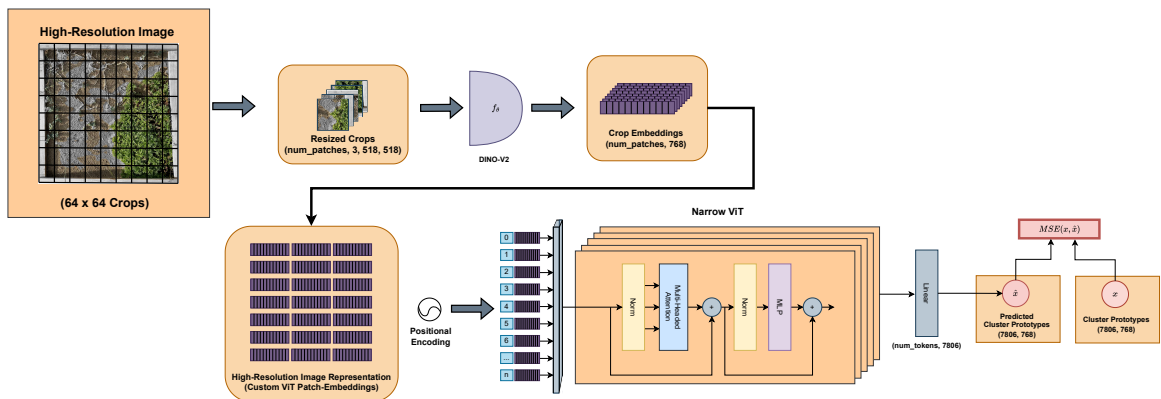 High-Resolution Image
(64 x 64 Crops)
Resized Crops
(num_patches, 3, 518, 518)
f_θ
DINO-V2
Crop Embeddings
(num_patches, 768)
High-Resolution Image Representation
(Custom ViT Patch-Embeddings)
Positional
Encoding
0
1
2
3
4
5
6
...
n
Narrow ViT
Norm
Multi-Headed
Attention
+
Norm
MLP
+
Linear
(num_tokens, 7806)
MSE(x, x̂)
x̂
Predicted
Cluster Prototypes
(7806, 768)
x
Cluster Prototypes
(7806, 768)